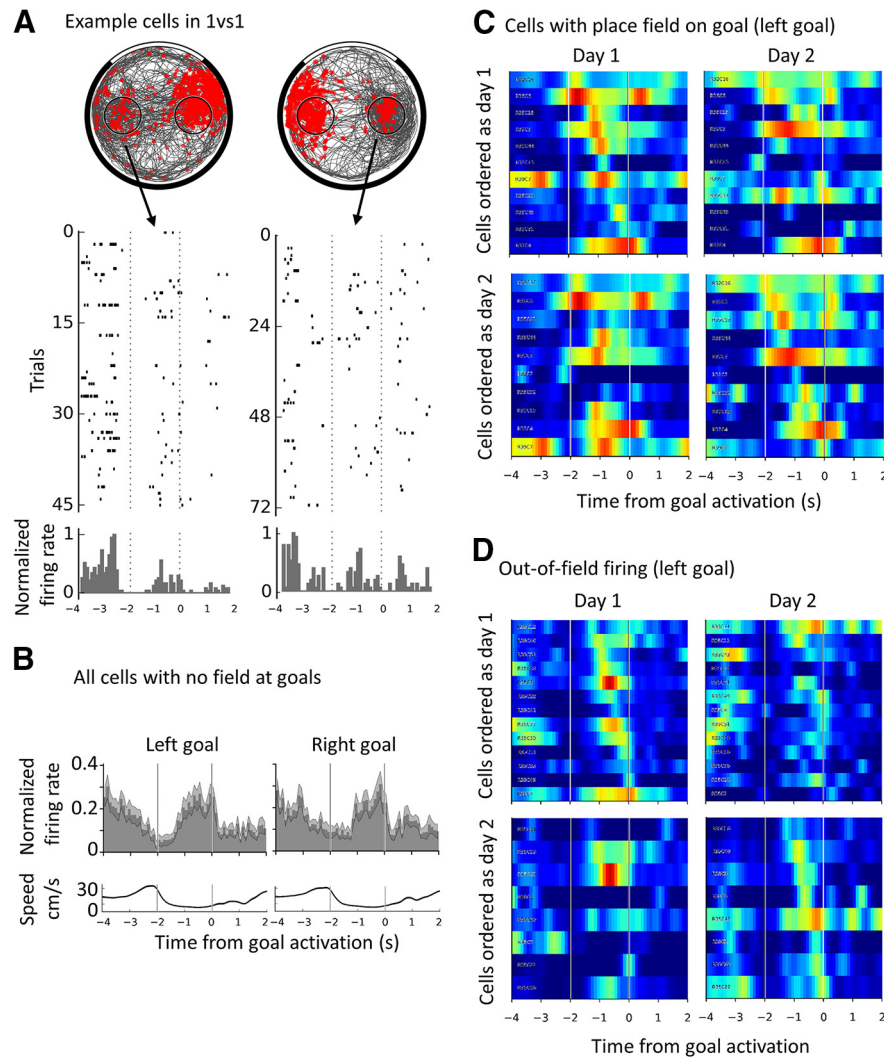 A
Example cells in 1vs1
Trials
0
15
30
45
0
24
48
72
Normalized
firing rate
1
0
1
0
−4 −3 −2 −1 0 1 2
−4 −3 −2 −1 0 1 2
B
All cells with no field at goals
Left goal
Right goal
Normalized
firing rate
0.4
0.2
0
Speed
cm/s
30
0
−4 −3 −2 −1 0 1 2
−4 −3 −2 −1 0 1 2
Time from goal activation (s)
C
Cells with place field on goal (left goal)
Day 1
Day 2
Cells ordered as day 1
Cells ordered as day 2
−4 −3 −2 −1 0 1 2
−4 −3 −2 −1 0 1 2
Time from goal activation (s)
D
Out-of-field firing (left goal)
Day 1
Day 2
Cells ordered as day 1
Cells ordered as day 2
−4 −3 −2 −1 0 1 2
−4 −3 −2 −1 0 1 2
Time from goal activation